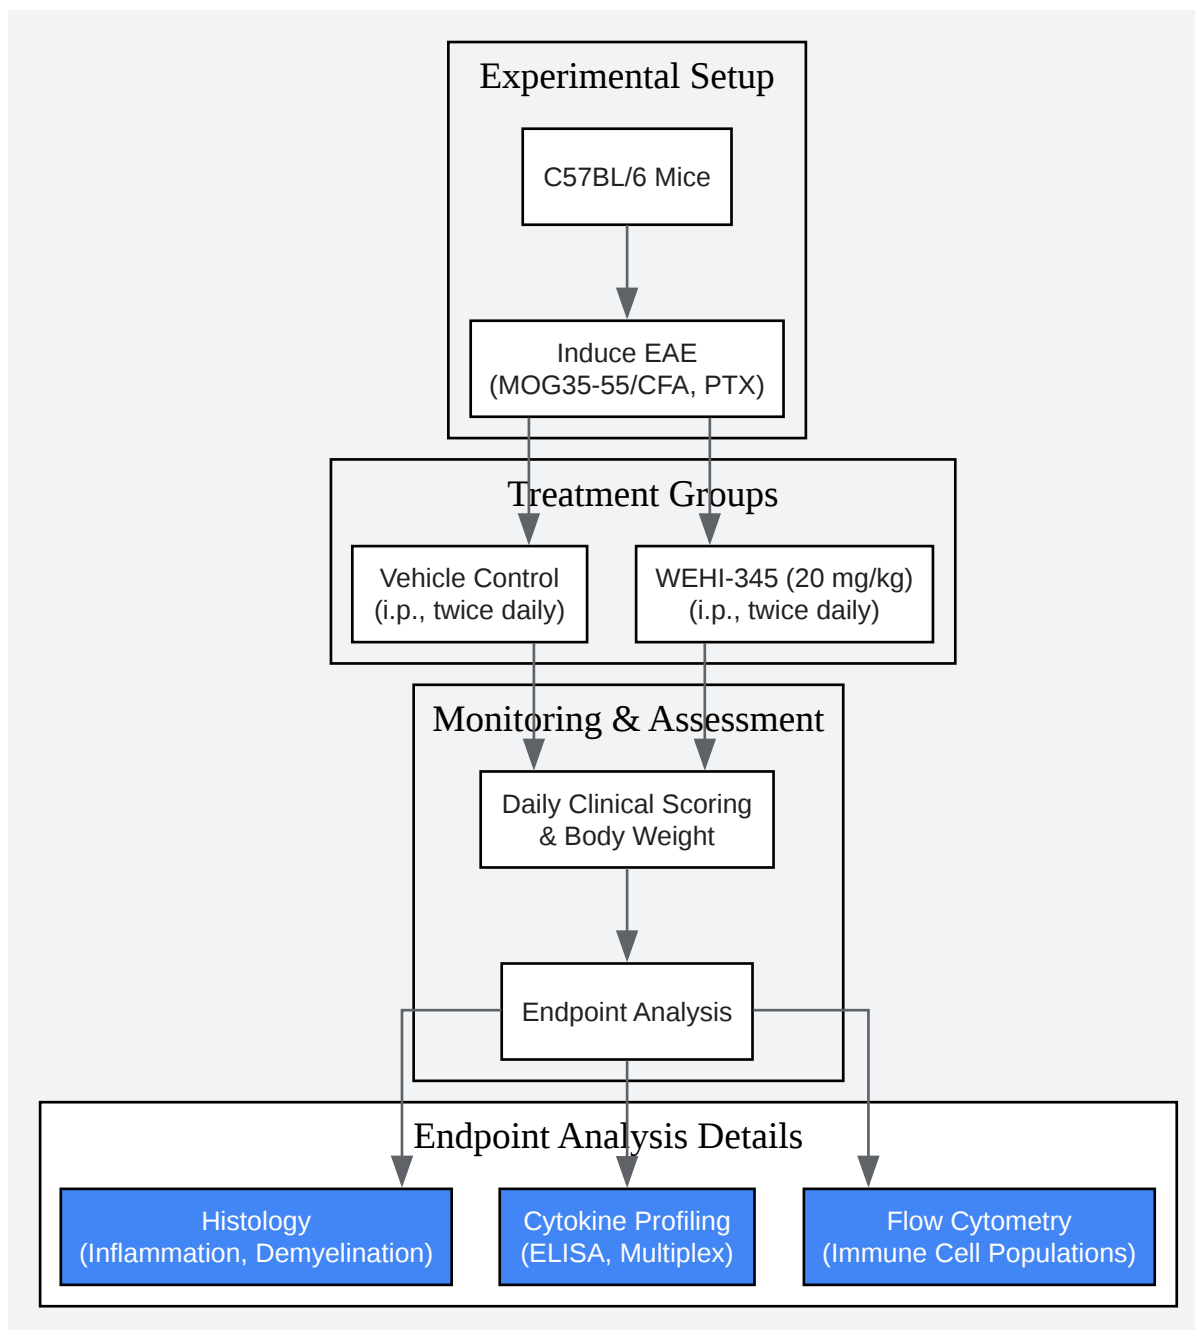 Experimental Setup
C57BL/6 Mice
Induce EAE
(MOG35-55/CFA, PTX)
Treatment Groups
Vehicle Control
(i.p., twice daily)
WEHI-345 (20 mg/kg)
(i.p., twice daily)
Monitoring & Assessment
Daily Clinical Scoring
& Body Weight
Endpoint Analysis
Endpoint Analysis Details
Histology
(Inflammation, Demyelination)
Cytokine Profiling
(ELISA, Multiplex)
Flow Cytometry
(Immune Cell Populations)